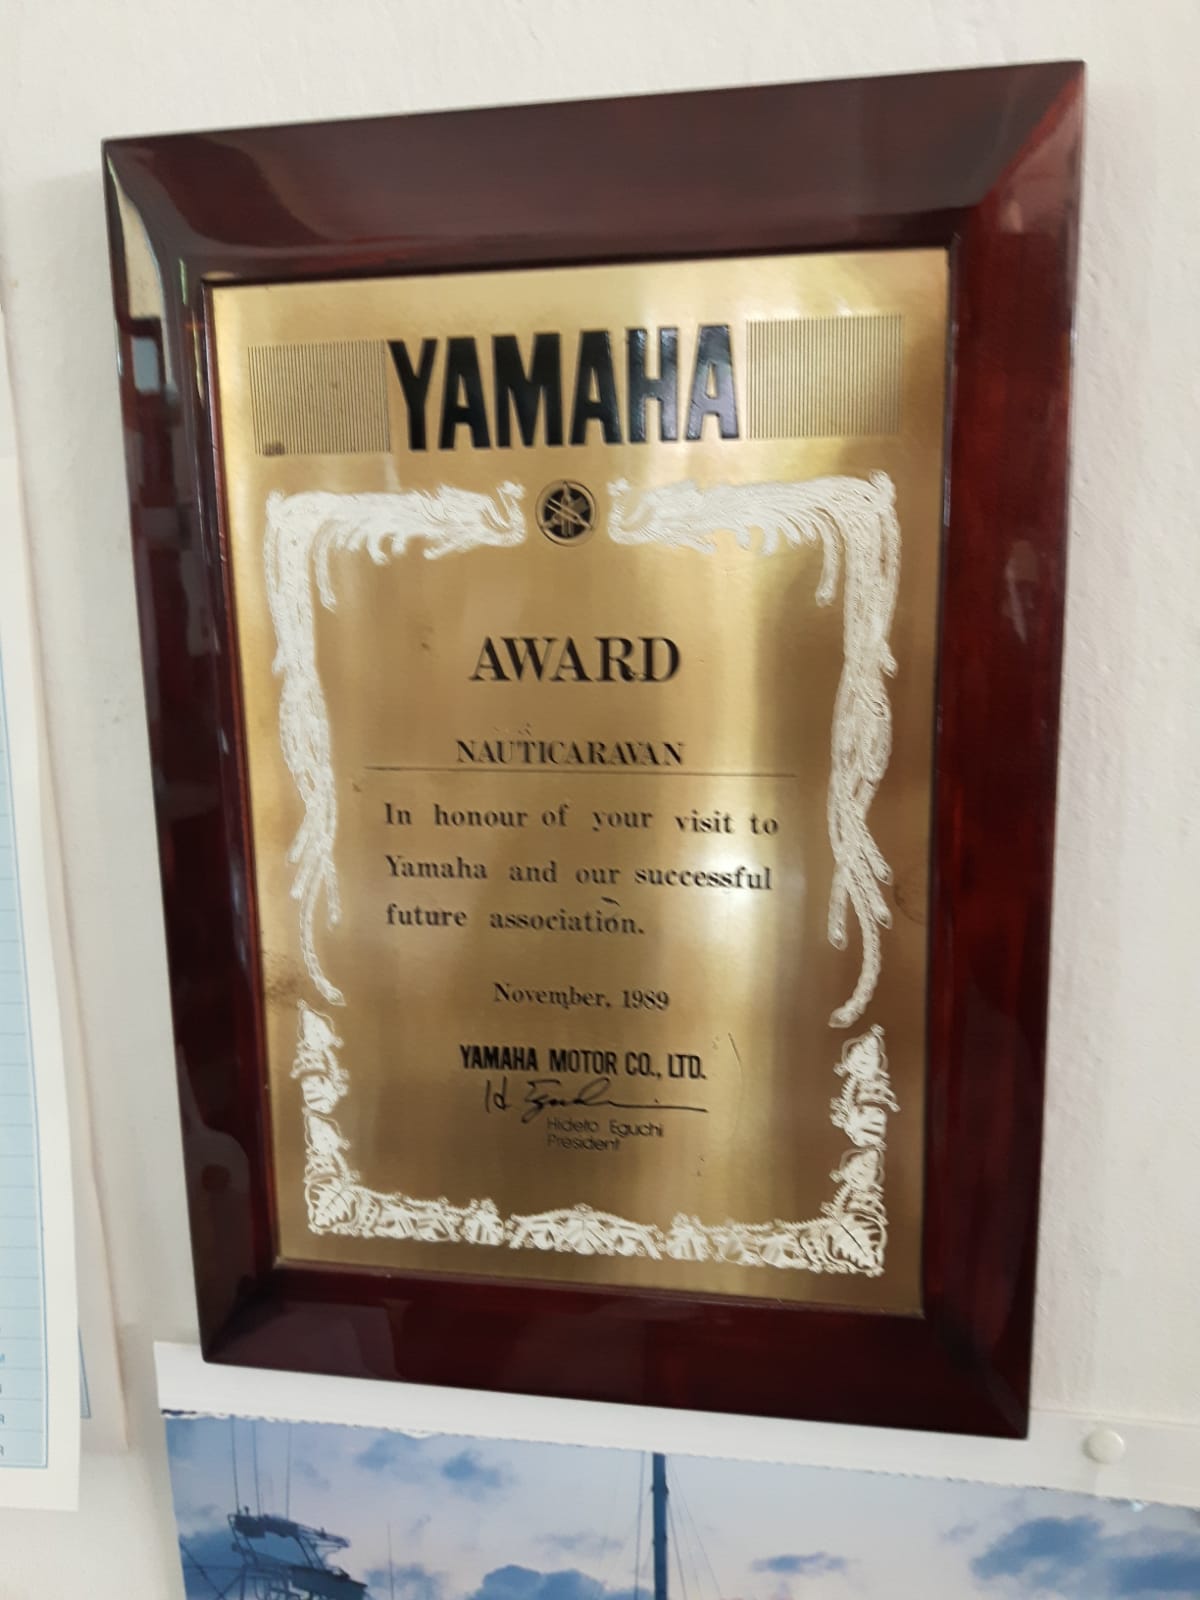 YAMAHA
AWARD
NAUTICARAVAN
In honour of your visit to
Yamaha and our successful
future association.
November, 1989
YAMAHA MOTOR CO., LTD.
H Eguchi
Hideto Eguchi
President